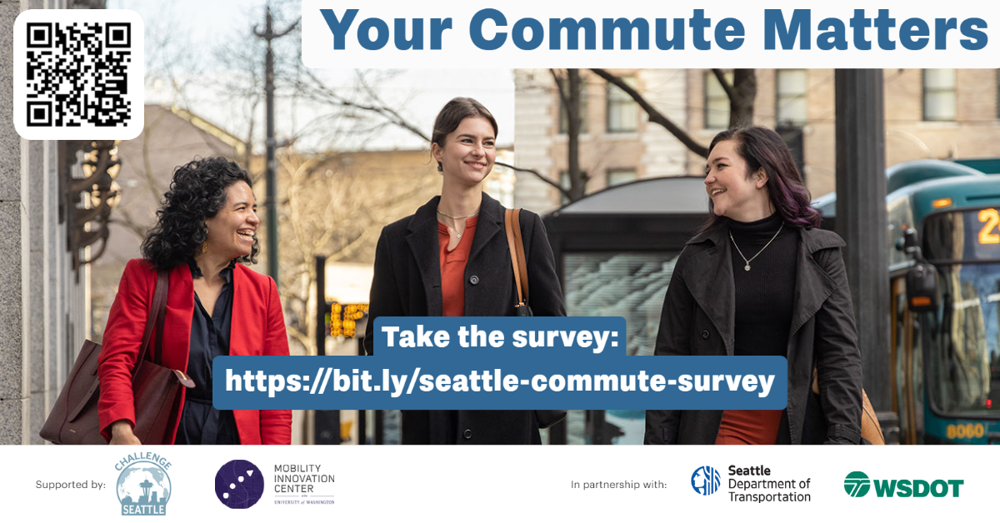 Your Commute Matters
Take the survey:
https://bit.ly/seattle-commute-survey
8060
Supported by:
CHALLENGE
SEATTLE
MOBILITY
INNOVATION
CENTER
UNIVERSITY of WASHINGTON
In partnership with:
Seattle
Department of
Transportation
WSDOT